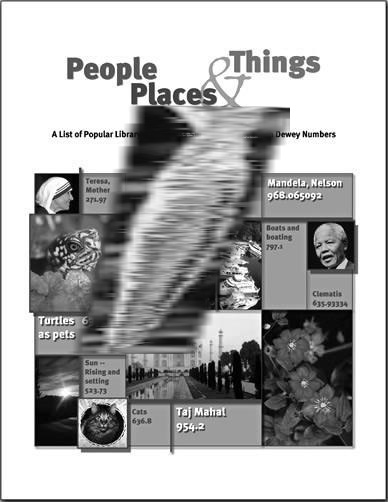 People
Places
&
Things
A List of Popular Library
Dewey Numbers
Teresa,
Mother
271.97
Mandela, Nelson
968.065092
Boats and
boating
797.1
Clematis
635.93334
Turtles
as pets
Sun --
Rising and
setting
523.73
Cats
636.8
Taj Mahal
954.2